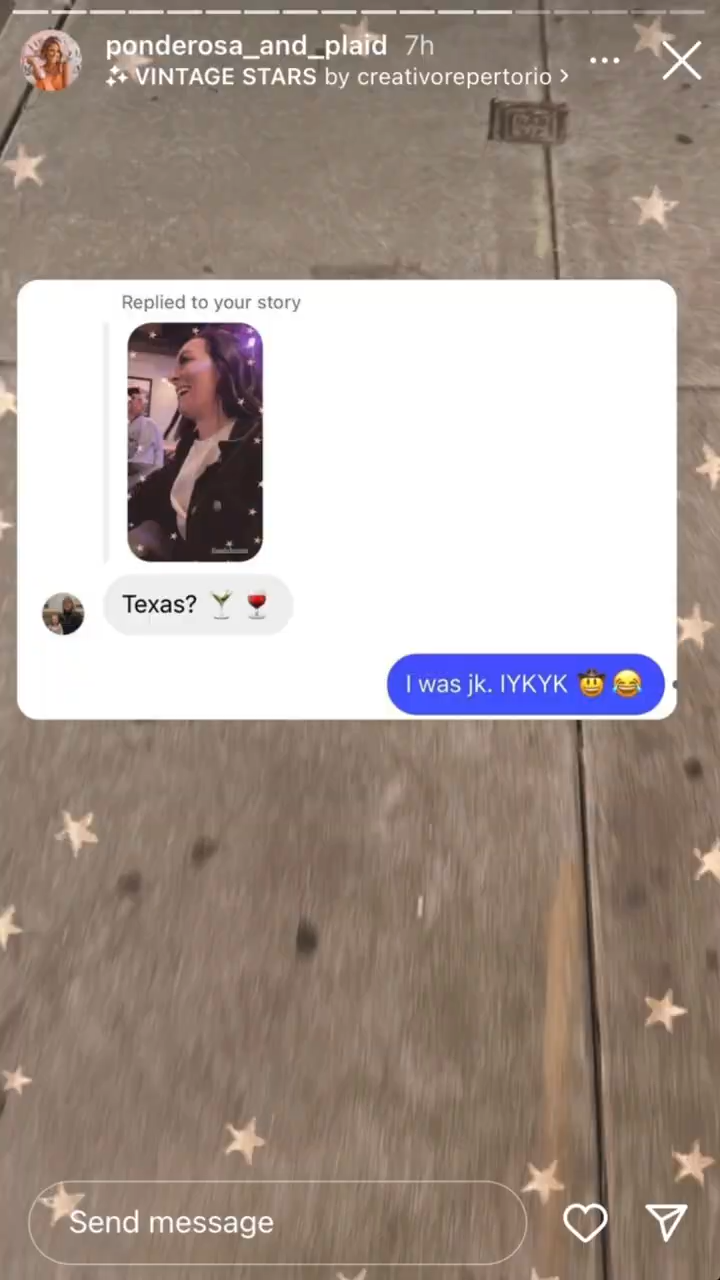 ponderosa_and_plaid 7h
VINTAGE STARS by creativorepertorio >
Replied to your story
Texas? 🍸 🍷
I was jk. IYKYK 🤠 😂
Send message